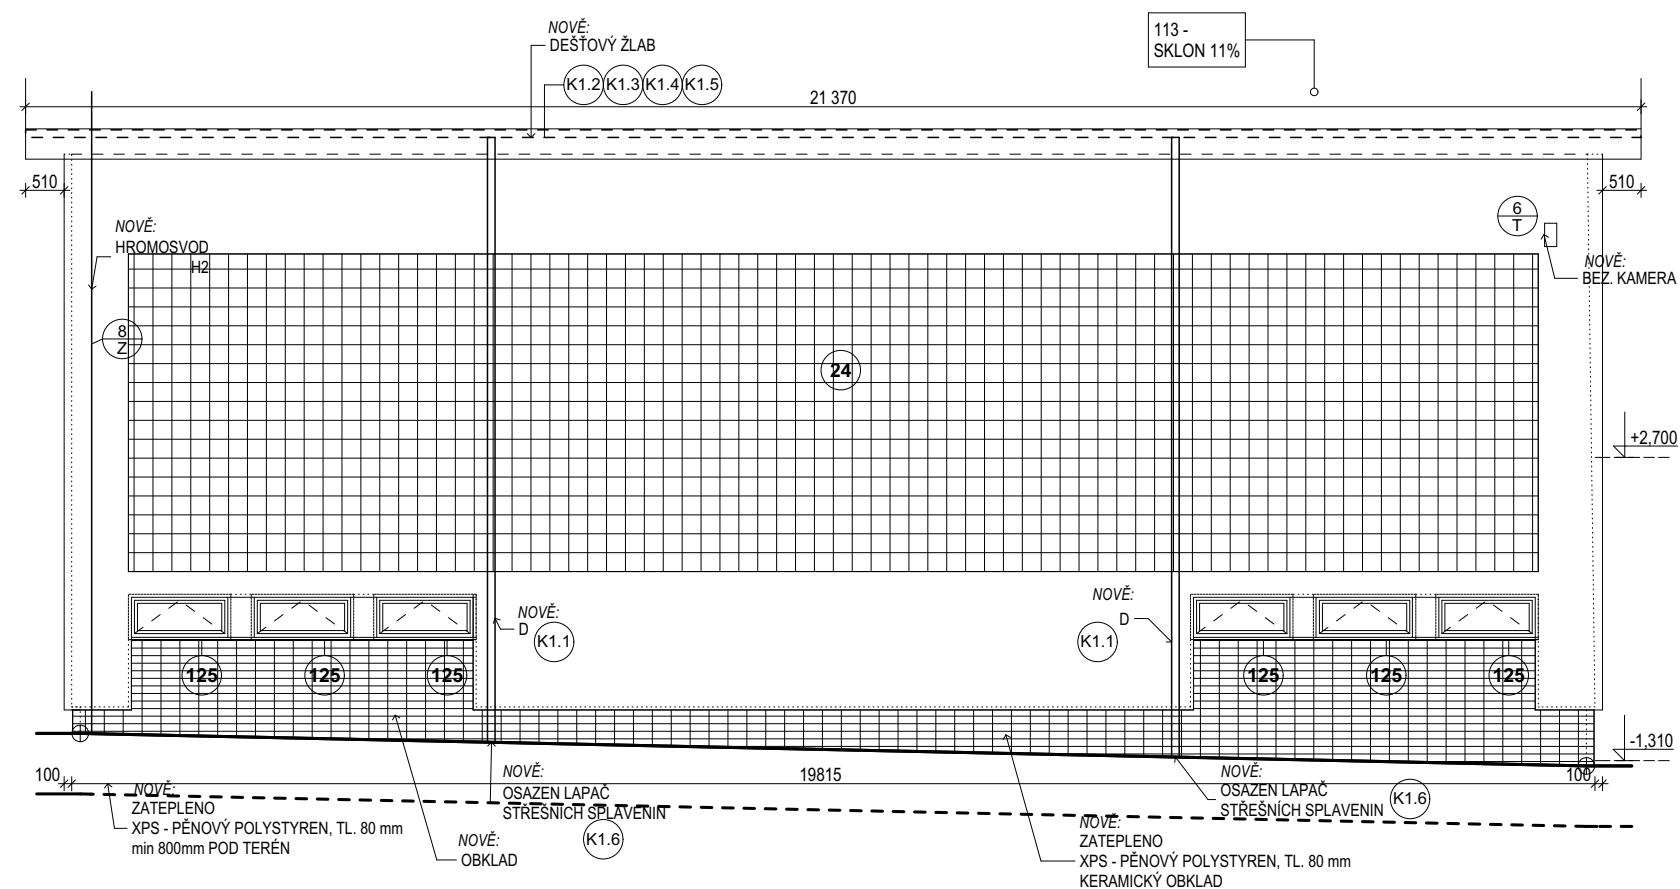 NOVĚ:
DEŠŤOVÝ ŽLAB
113 -
SKLON 11%
K1.2 K1.3 K1.4 K1.5
21 370
510
510
6
T
NOVĚ:
HROMOSVOD
H2
NOVĚ:
BEZ. KAMERA
8
Z
24
+2,700
NOVĚ:
D
K1.1
NOVĚ:
D
K1.1
125
125
125
125
125
125
-1,310
100
19815
100
NOVĚ:
ZATEPLENO
XPS - PĚNOVÝ POLYSTYREN, TL. 80 mm
min 800mm POD TERÉN
NOVĚ:
OBKLAD
NOVĚ:
OSAZEN LAPAČ
STŘEŠNÍCH SPLAVENIN
K1.6
NOVĚ:
OSAZEN LAPAČ
STŘEŠNÍCH SPLAVENIN
K1.6
NOVĚ:
ZATEPLENO
XPS - PĚNOVÝ POLYSTYREN, TL. 80 mm
KERAMICKÝ OBKLAD